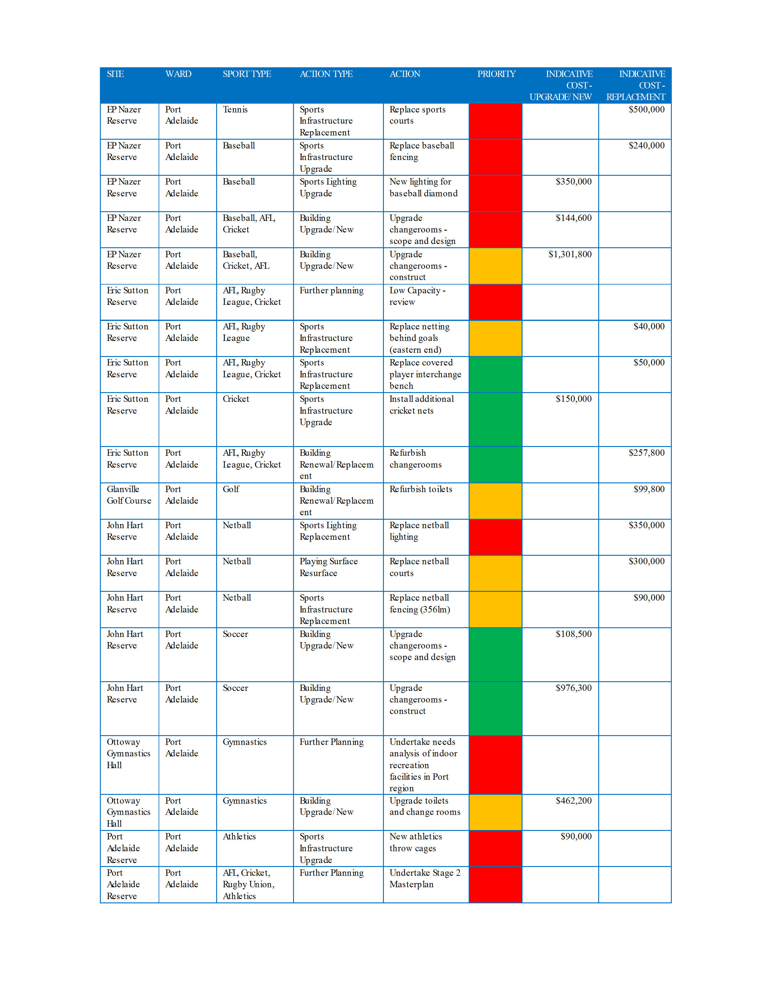 SITE WARD SPORT TYPE ACTION TYPE ACTION PRIORITY INDICATIVE COST - UPGRADE/NEW INDICATIVE COST - REPLACEMENT
EP Nazer Reserve Port Adelaide Tennis Sports Infrastructure Replacement Replace sports courts $500,000
EP Nazer Reserve Port Adelaide Baseball Sports Infrastructure Upgrade Replace baseball fencing $240,000
EP Nazer Reserve Port Adelaide Baseball Sports Lighting Upgrade New lighting for baseball diamond $350,000
EP Nazer Reserve Port Adelaide Baseball, AFL, Cricket Building Upgrade/New Upgrade changerooms - scope and design $144,600
EP Nazer Reserve Port Adelaide Baseball, Cricket, AFL Building Upgrade/New Upgrade changerooms - construct $1,301,800
Eric Sutton Reserve Port Adelaide AFL, Rugby League, Cricket Further planning Low Capacity - review
Eric Sutton Reserve Port Adelaide AFL, Rugby League Sports Infrastructure Replacement Replace netting behind goals (eastern end) $40,000
Eric Sutton Reserve Port Adelaide AFL, Rugby League, Cricket Sports Infrastructure Replacement Replace covered player interchange bench $50,000
Eric Sutton Reserve Port Adelaide Cricket Sports Infrastructure Upgrade Install additional cricket nets $150,000
Eric Sutton Reserve Port Adelaide AFL, Rugby League, Cricket Building Renewal/Replacement Refurbish changerooms $257,800
Glanville Golf Course Port Adelaide Golf Building Renewal/Replacement Refurbish toilets $99,800
John Hart Reserve Port Adelaide Netball Sports Lighting Replacement Replace netball lighting $350,000
John Hart Reserve Port Adelaide Netball Playing Surface Resurface Replace netball courts $300,000
John Hart Reserve Port Adelaide Netball Sports Infrastructure Replacement Replace netball fencing (356lm) $90,000
John Hart Reserve Port Adelaide Soccer Building Upgrade/New Upgrade changerooms - scope and design $108,500
John Hart Reserve Port Adelaide Soccer Building Upgrade/New Upgrade changerooms - construct $976,300
Ottoway Gymnastics Hall Port Adelaide Gymnastics Further Planning Undertake needs analysis of indoor recreation facilities in Port region
Ottoway Gymnastics Hall Port Adelaide Gymnastics Building Upgrade/New Upgrade toilets and change rooms $462,200
Port Adelaide Reserve Port Adelaide Athletics Sports Infrastructure Upgrade New athletics throw cages $90,000
Port Adelaide Reserve Port Adelaide AFL, Cricket, Rugby Union, Athletics Further Planning Undertake Stage 2 Masterplan